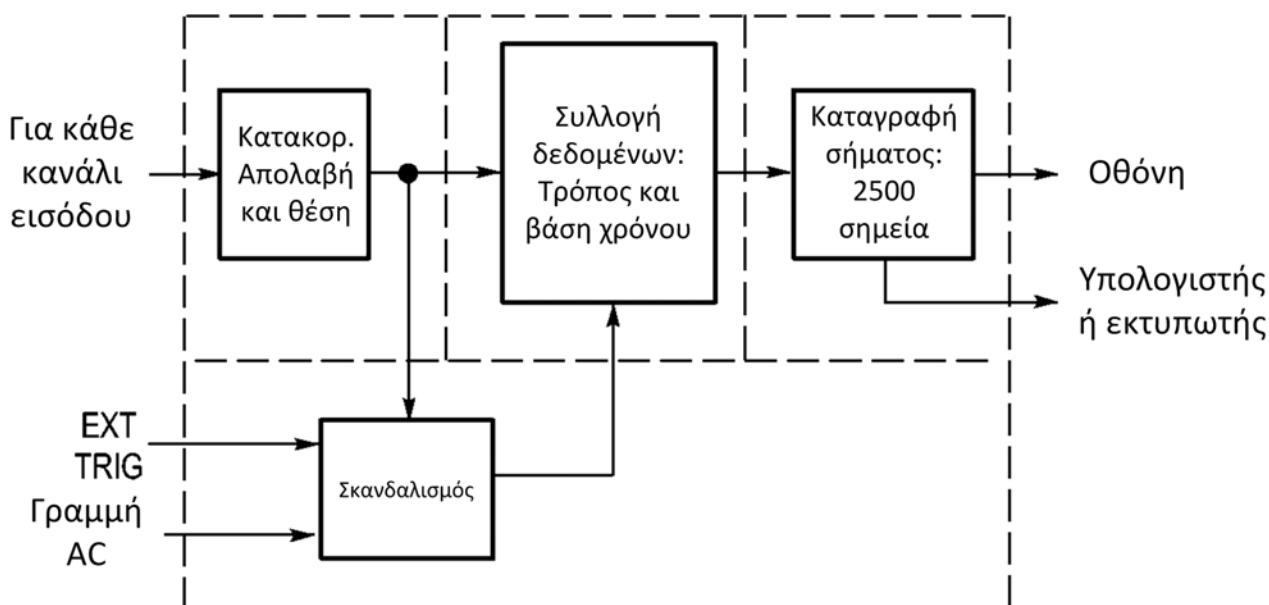 Για κάθε
κανάλι
εισόδου
Κατακορ.
Απολαβή
και θέση
Συλλογή
δεδομένων:
Τρόπος και
βάση χρόνου
Καταγραφή
σήματος:
2500
σημεία
Οθόνη
Υπολογιστής
ή εκτυπωτής
EXT
TRIG
Γραμμή
AC
Σκανδαλισμός